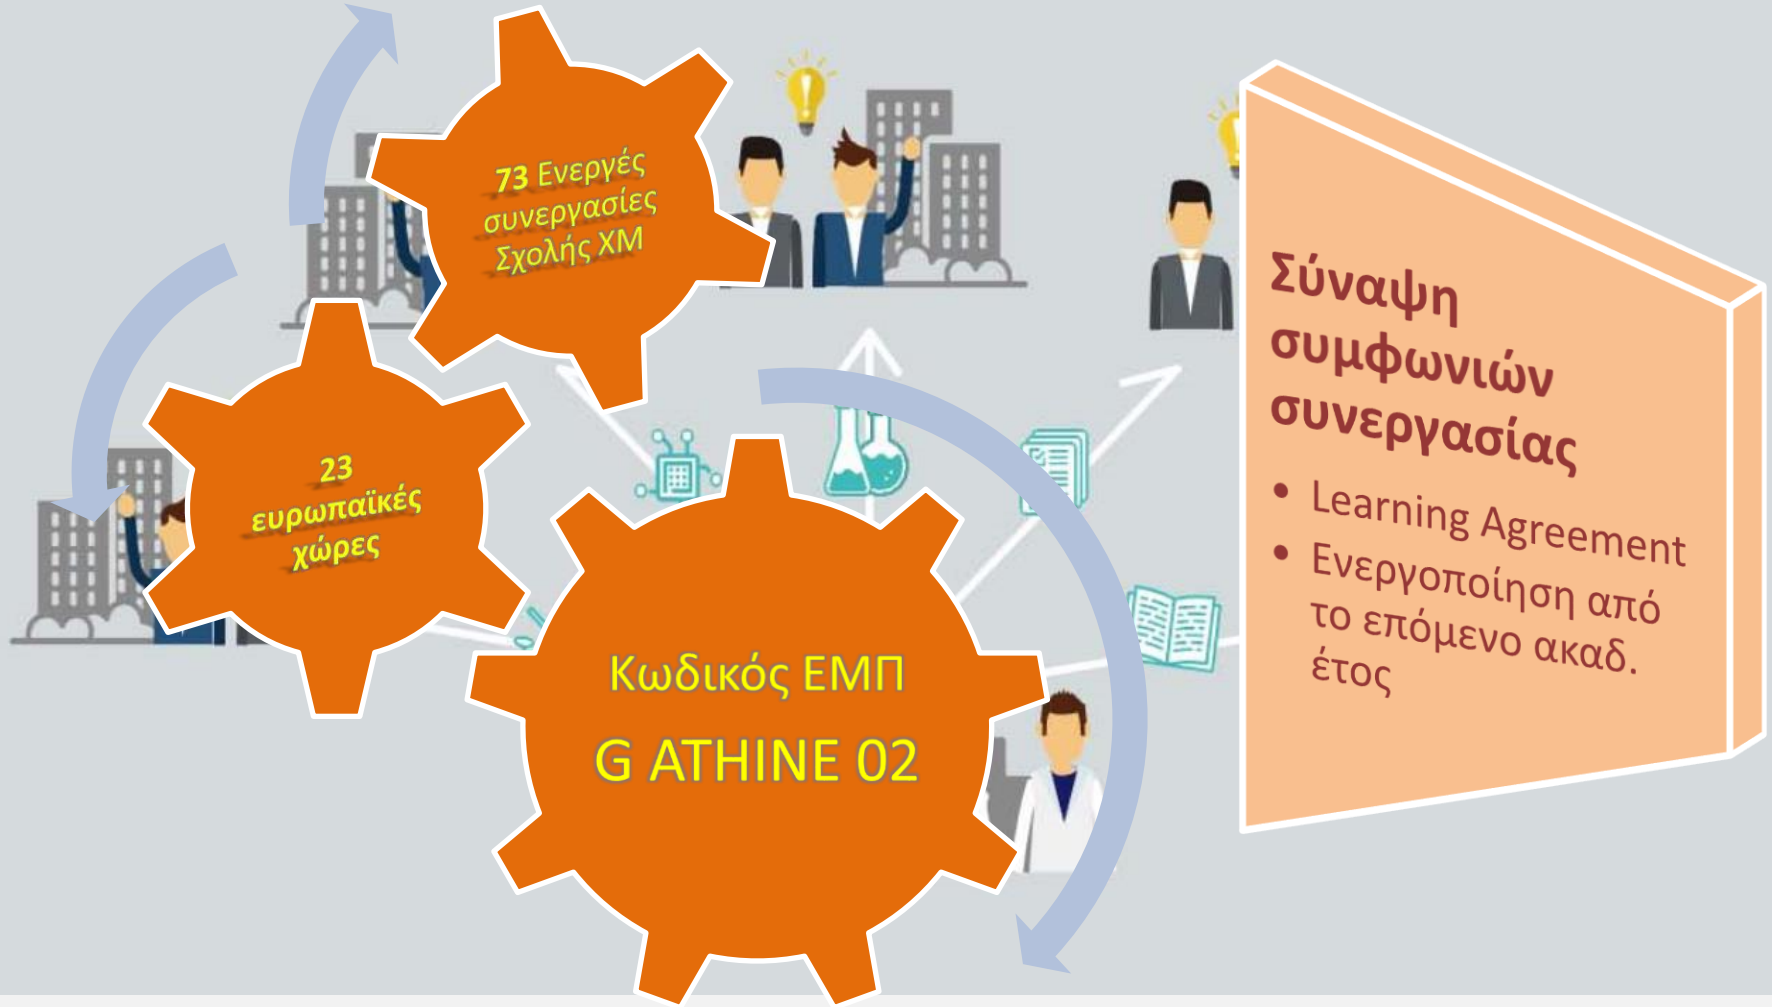 73 Ενεργές
συνεργασίες
Σχολής ΧΜ
23
ευρωπαϊκές
χώρες
Κωδικός ΕΜΠ
G ATHINE 02
Σύναψη
συμφωνιών
συνεργασίας
• Learning Agreement
• Ενεργοποίηση από
το επόμενο ακαδ.
έτος